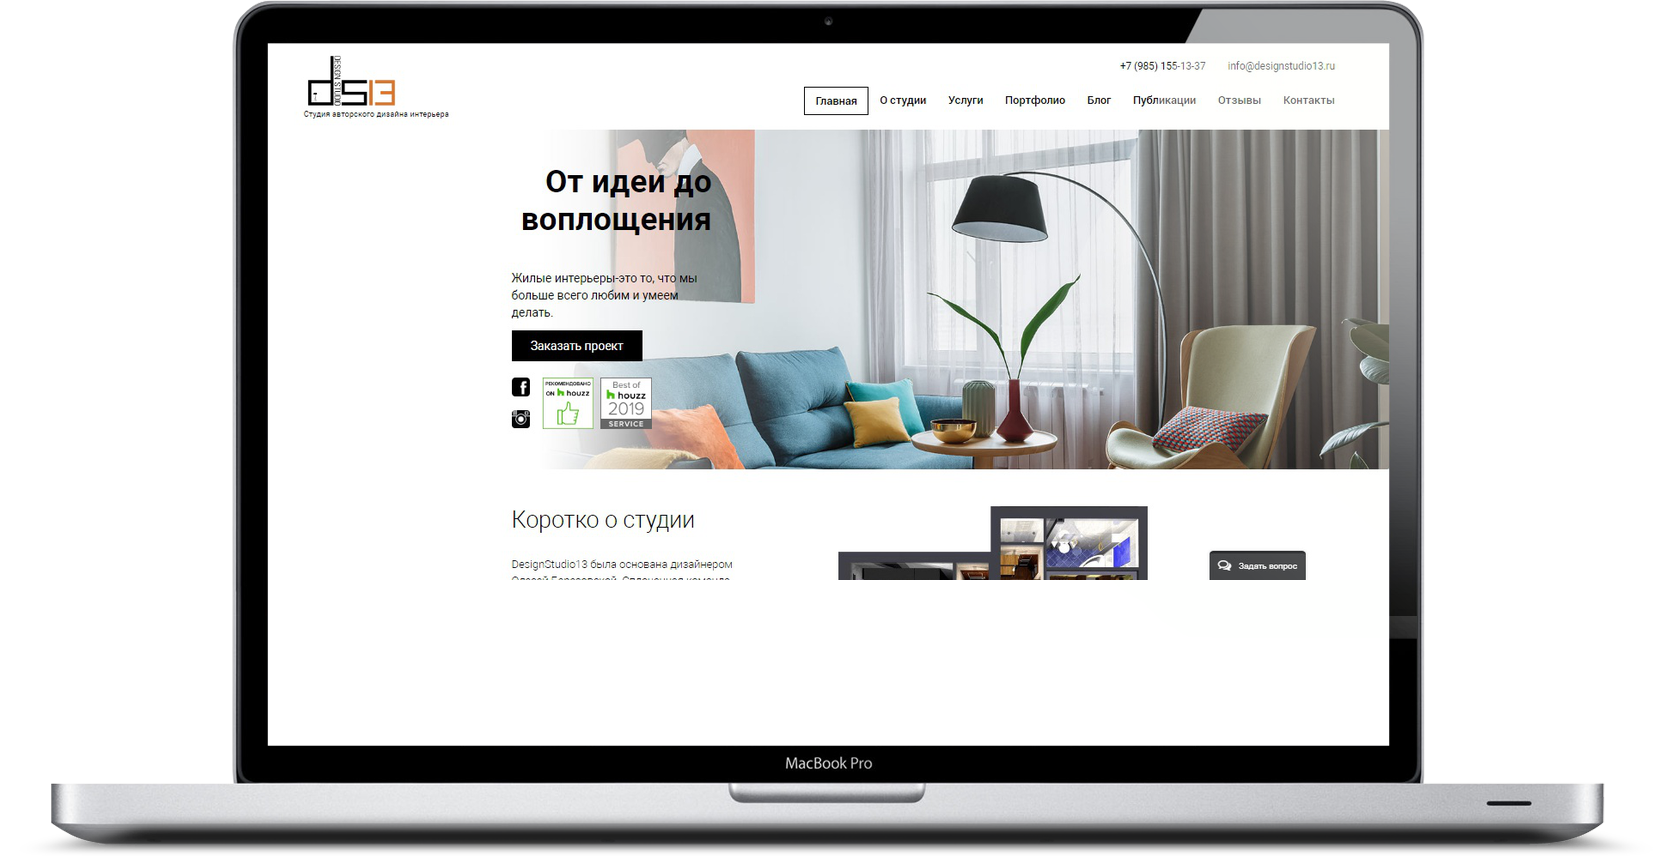 DESIGN STUDIO
ds13
Студия авторского дизайна интерьера
+7 (985) 155-13-37 info@designstudio13.ru
Главная О студии Услуги Портфолио Блог Публикации Отзывы Контакты
От идеи до
воплощения
Жилые интерьеры-это то, что мы
больше всего любим и умеем
делать.
Заказать проект
РЕКОМЕНДОВАНО
ON houzz
Best of
houzz
2019
SERVICE
Коротко о студии
DesignStudio13 была основана дизайнером
Задать вопрос
MacBook Pro